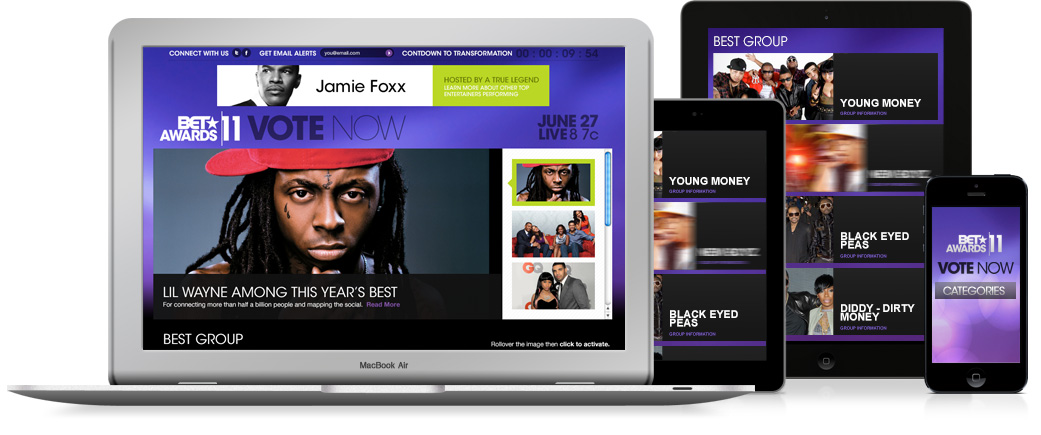 CONNECT WITH US GET EMAIL ALERTS you@email.com CONTDOWN TO TRANSFORMATION 00 : 00 : 09 : 54
Jamie Foxx
HOSTED BY A TRUE LEGEND
LEARN MORE ABOUT OTHER TOP
ENTERTAINERS PERFORMING
BET★
AWARDS 11 VOTE NOW
JUNE 27
LIVE 8 7c
GQ
LIL WAYNE AMONG THIS YEAR'S BEST
For connecting more than half a billion people and mapping the social. Read More
BEST GROUP
Rollover the image then click to activate.
MacBook Air
YOUNG MONEY
GROUP INFORMATION
BLACK EYED
PEAS
GROUP INFORMATION
BEST GROUP
YOUNG MONEY
GROUP INFORMATION
BLACK EYED
PEAS
GROUP INFORMATION
DIDDY - DIRTY
MONEY
GROUP INFORMATION
BET★
AWARDS 11
VOTE NOW
CATEGORIES